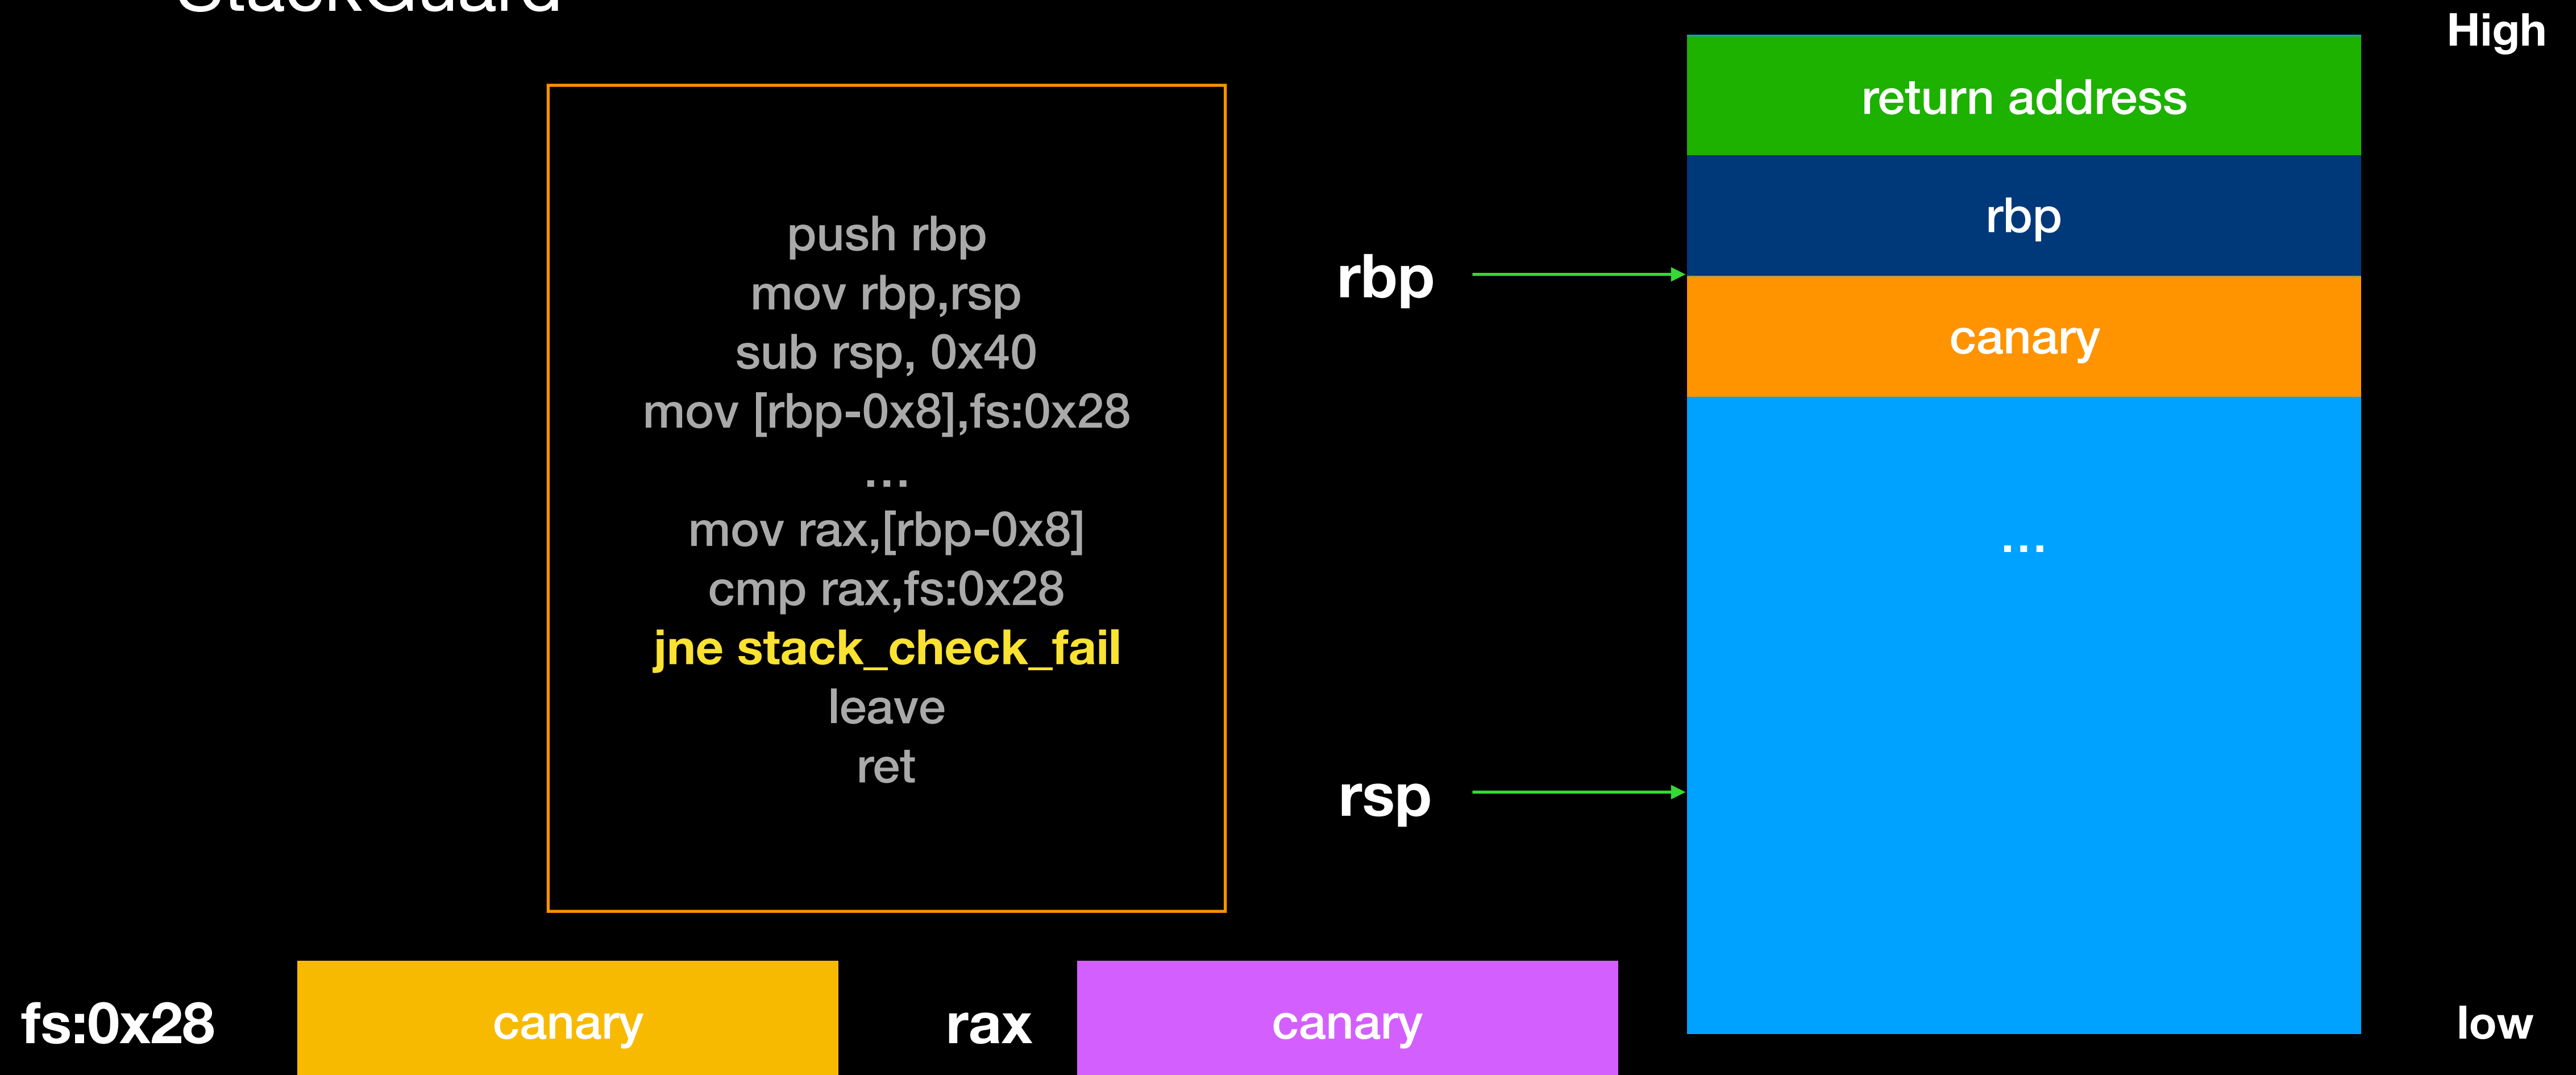 StackGuard
push rbp
mov rbp,rsp
sub rsp, 0x40
mov [rbp-0x8],fs:0x28
...
mov rax,[rbp-0x8]
cmp rax,fs:0x28
jne stack_check_fail
leave
ret
rbp
rsp
High
return address
rbp
canary
...
low
fs:0x28
canary
rax
canary